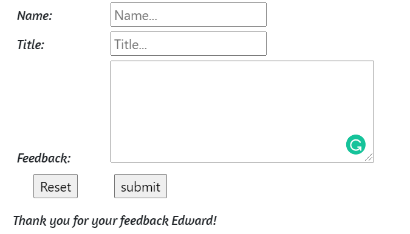 Name: Name...
Title: Title...
Feedback:
Reset submit
Thank you for your feedback Edward!